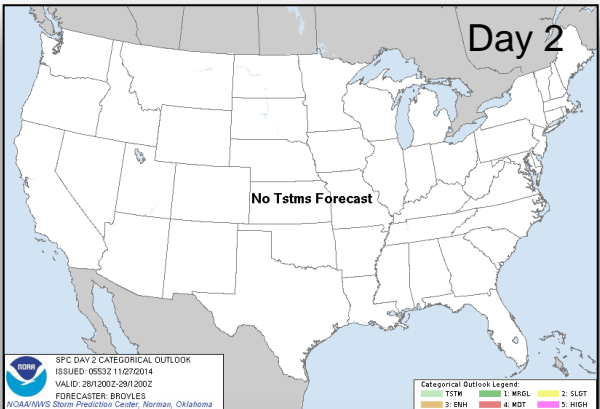 Day 2
No Tstms Forecast
SPC DAY 2 CATEGORICAL OUTLOOK
ISSUED: 0553Z 11/27/2014
VALID: 28/1200Z-29/1200Z
FORECASTER: BROYLES
NOAA/NWS Storm Prediction Center, Norman, Oklahoma
NOAA
Categorical Outlook Legend:
TSTM 1: MRGL 2: SLGT
3: ENH 4: MDT 5: HIGH